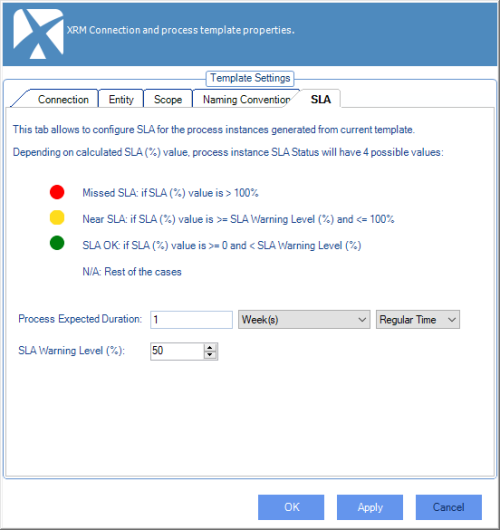 XRM Connection and process template properties.
Template Settings
Connection Entity Scope Naming Convention SLA
This tab allows to configure SLA for the process instances generated from current template.
Depending on calculated SLA (%) value, process instance SLA Status will have 4 possible values:
Missed SLA: if SLA (%) value is > 100%
Near SLA: if SLA (%) value is >= SLA Warning Level (%) and <= 100%
SLA OK: if SLA (%) value is >= 0 and < SLA Warning Level (%)
N/A: Rest of the cases
Process Expected Duration: 1 Week(s) Regular Time
SLA Warning Level (%): 50
OK Apply Cancel